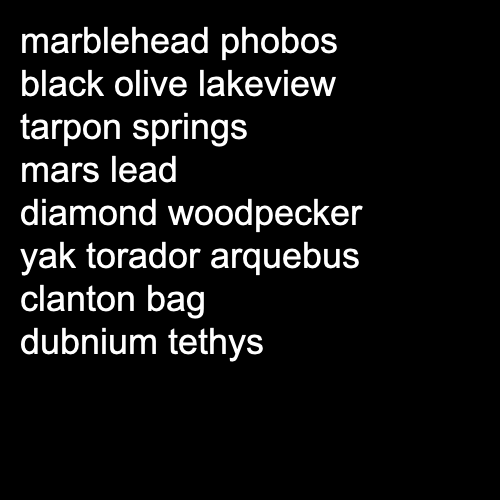 marblehead phobos
black olive lakeview
tarpon springs
mars lead
diamond woodpecker
yak torador arquebus
clanton bag
dubnium tethys